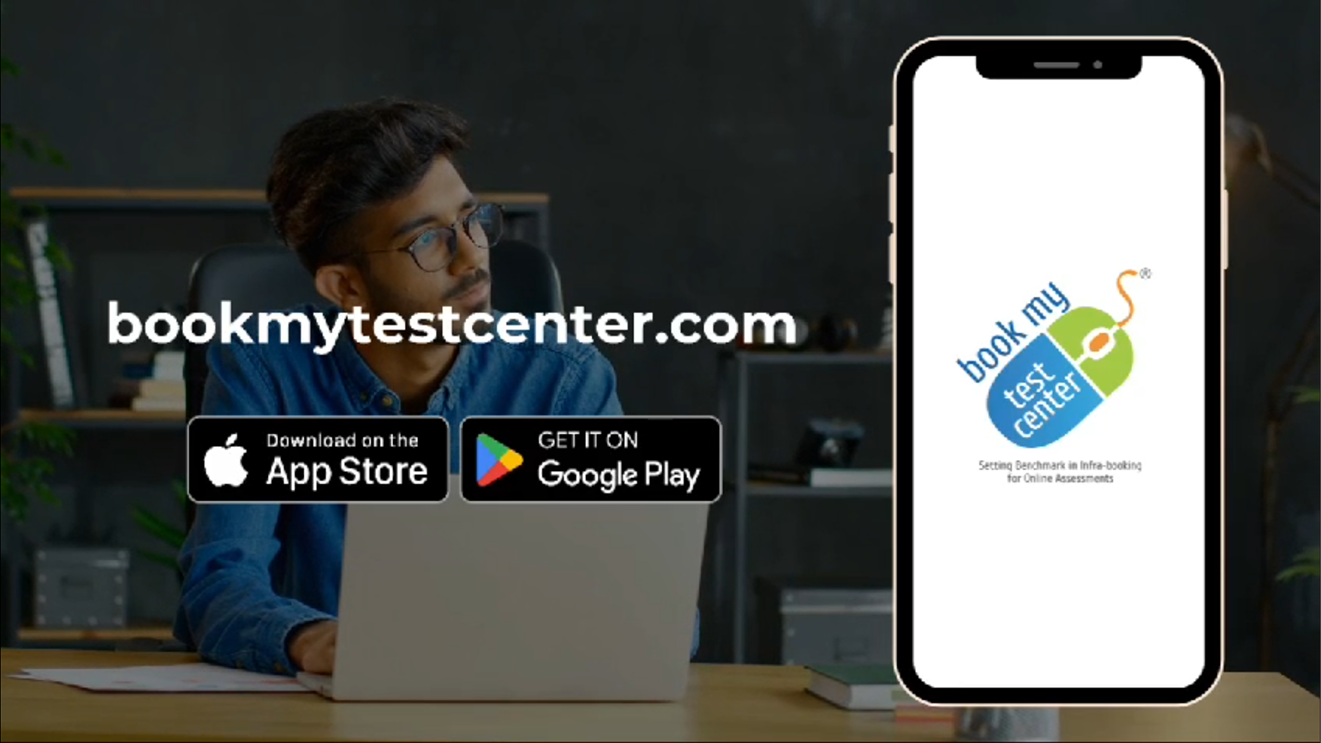 bookmytestcenter.com
Download on the
App Store
GET IT ON
Google Play
book my
test
center
®
Setting Benchmark in Infra-booking
for Online Assessments